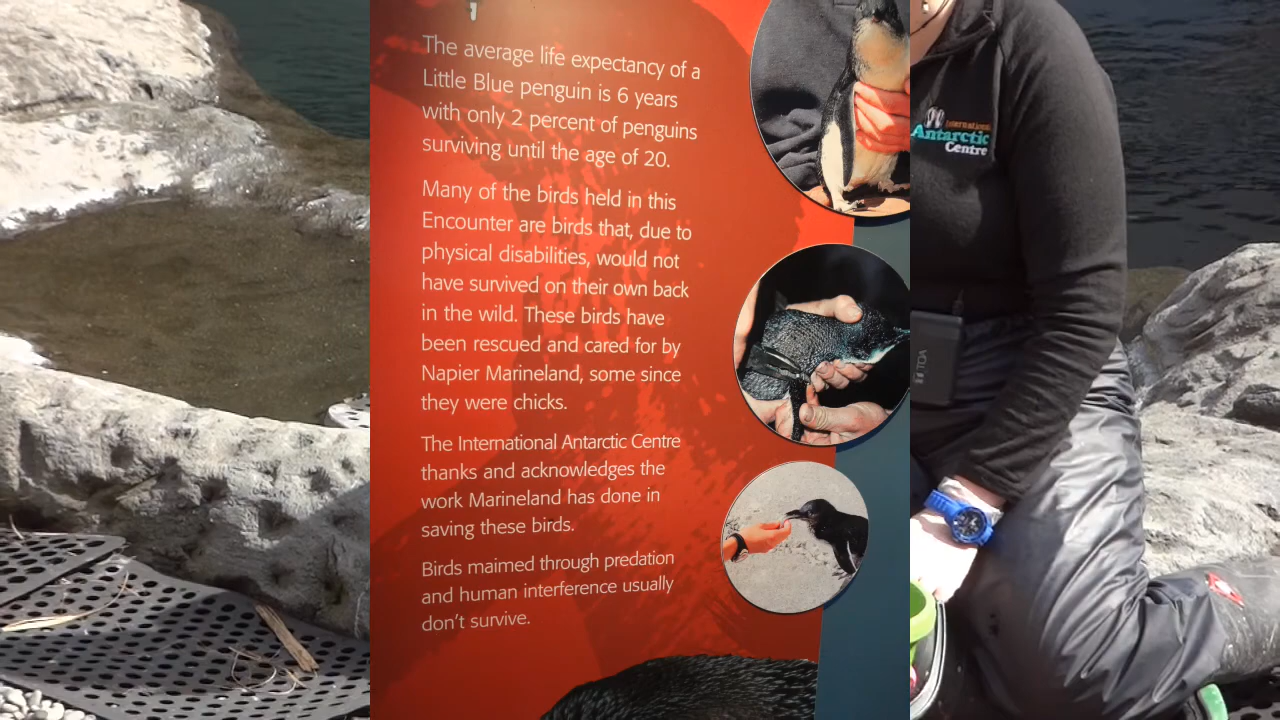 The average life expectancy of a
Little Blue penguin is 6 years
with only 2 percent of penguins
surviving until the age of 20.
Many of the birds held in this
Encounter are birds that, due to
physical disabilities, would not
have survived on their own back
in the wild. These birds have
been rescued and cared for by
Napier Marineland, some since
they were chicks.
The International Antarctic Centre
thanks and acknowledges the
work Marineland has done in
saving these birds.
Birds maimed through predation
and human interference usually
don't survive.
International
Antarctic
Centre
TOA